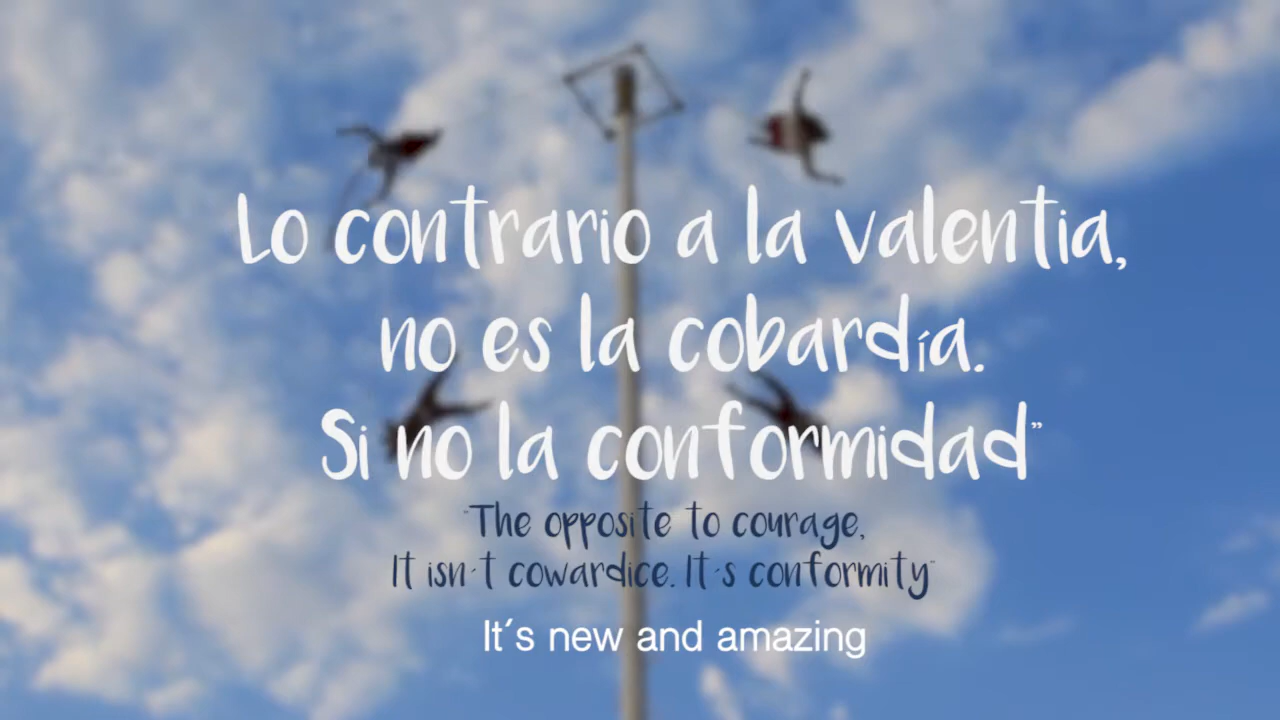 Lo contrario a la valentia,
no es la cobardía.
Si no la conformidad”
"The opposite to courage,
It isn´t cowardice. It´s conformity"
It´s new and amazing